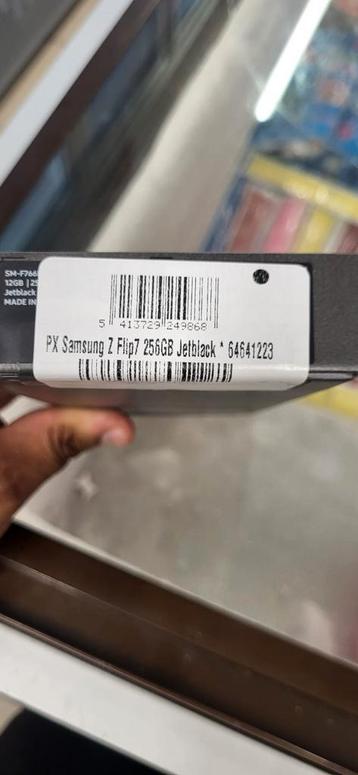 SM-F766
12GB | 25
Jetblack
MADE IN
5 413729 249868
PX Samsung Z Flip7 256GB Jetblack * 64641223